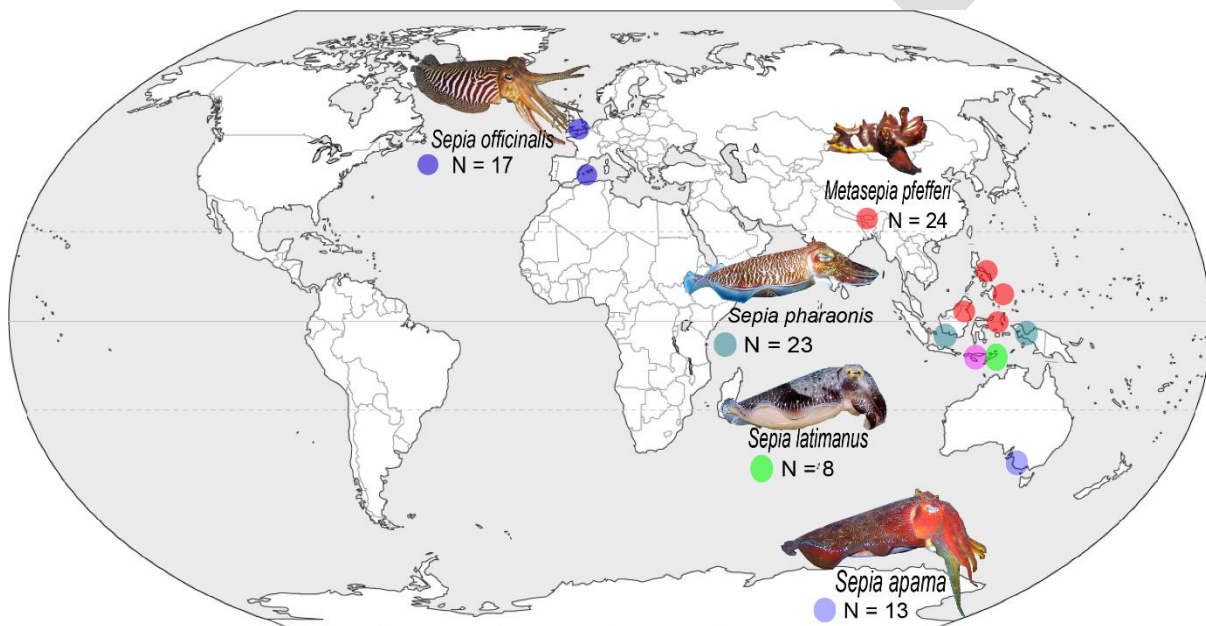 Sepia officinalis
N = 17
Metasepia pfefferi
N = 24
Sepia pharaonis
N = 23
Sepia latimanus
N = 8
Sepia apama
N = 13